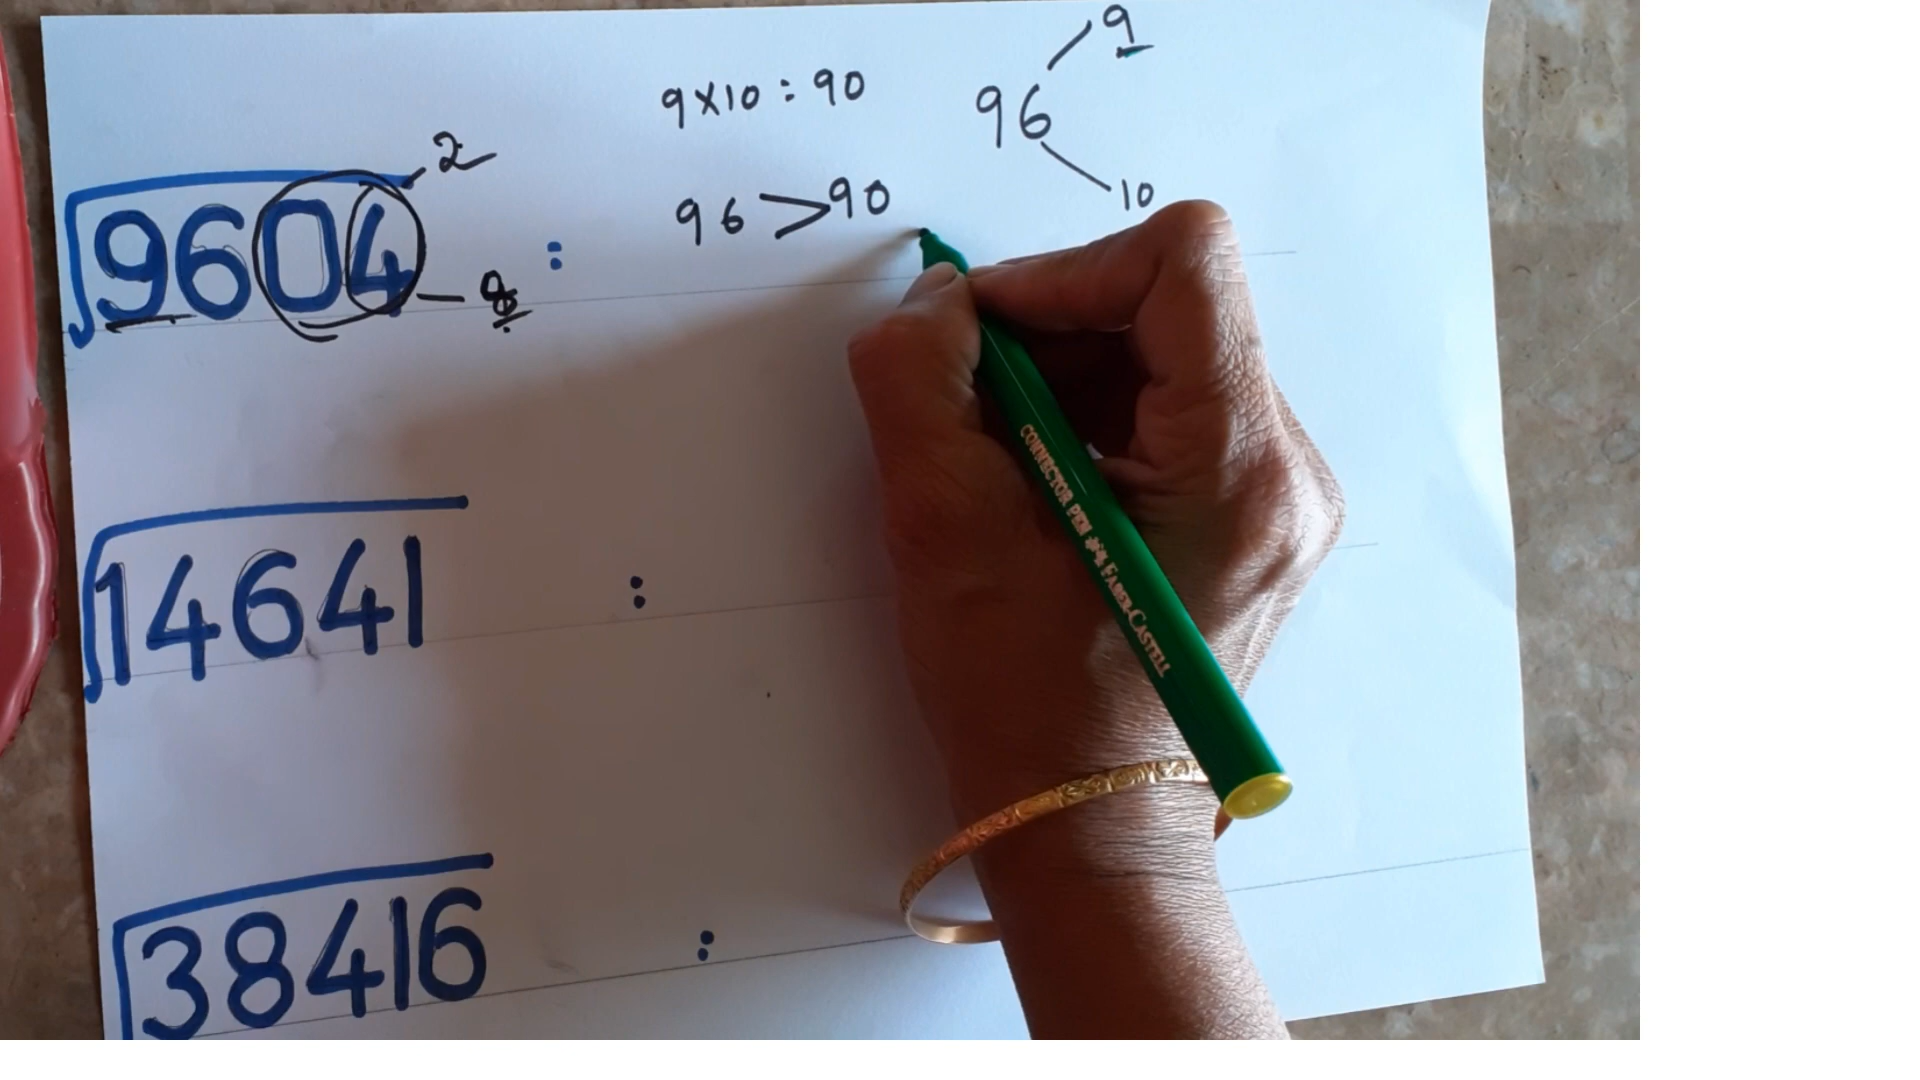 9
9x10 : 90
96
2
10
96 > 90
9604 :
8
CONNECTOR PEN FABER-CASTELL
14641 :
38416 :